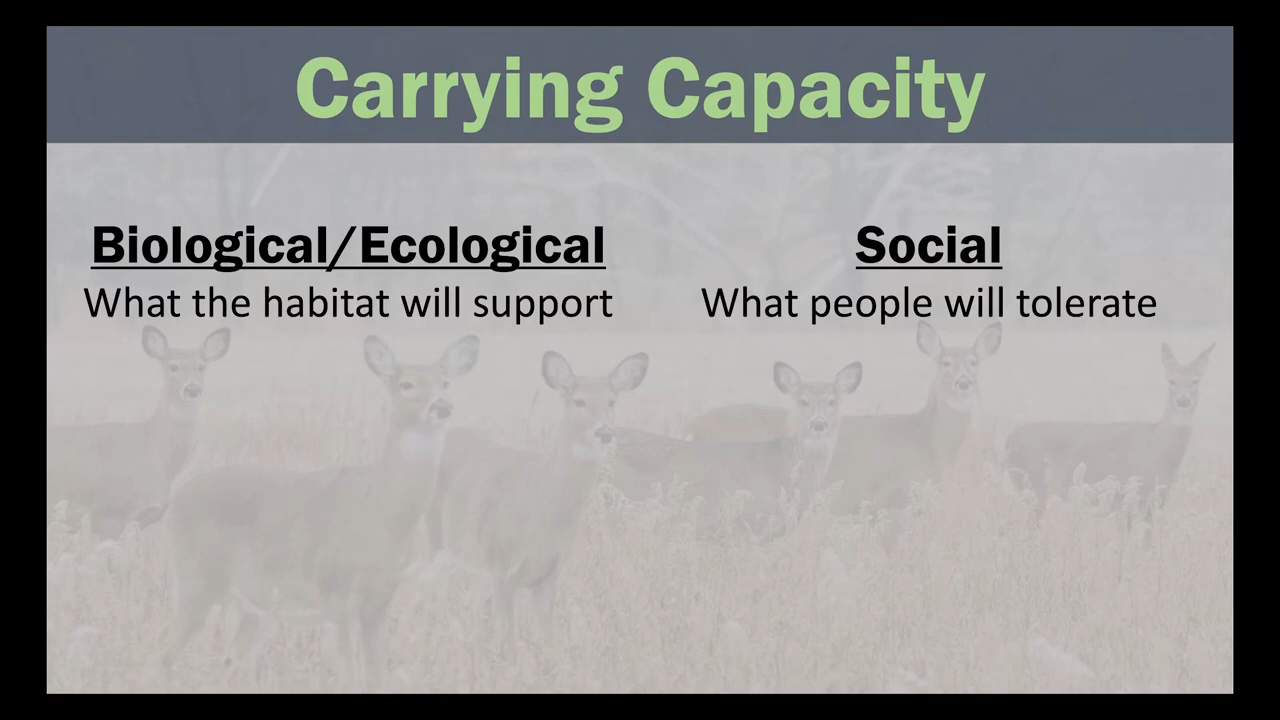 Carrying Capacity
Biological/Ecological
What the habitat will support
Social
What people will tolerate